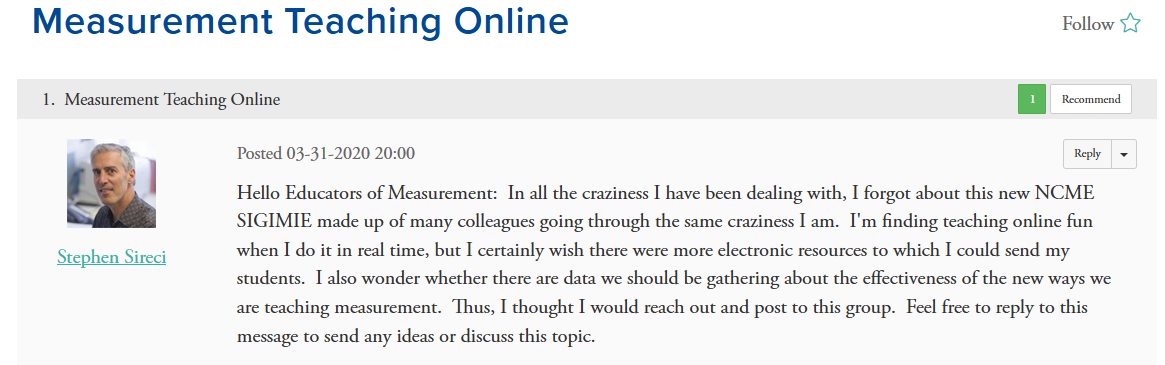 Measurement Teaching Online
Follow
1. Measurement Teaching Online
1
Recommend
Posted 03-31-2020 20:00
Reply
Hello Educators of Measurement:  In all the craziness I have been dealing with, I forgot about this new NCME
SIGIMIE made up of many colleagues going through the same craziness I am.  I'm finding teaching online fun
when I do it in real time, but I certainly wish there were more electronic resources to which I could send my
students.  I also wonder whether there are data we should be gathering about the effectiveness of the new ways we
are teaching measurement.  Thus, I thought I would reach out and post to this group.  Feel free to reply to this
message to send any ideas or discuss this topic.
Stephen Sireci